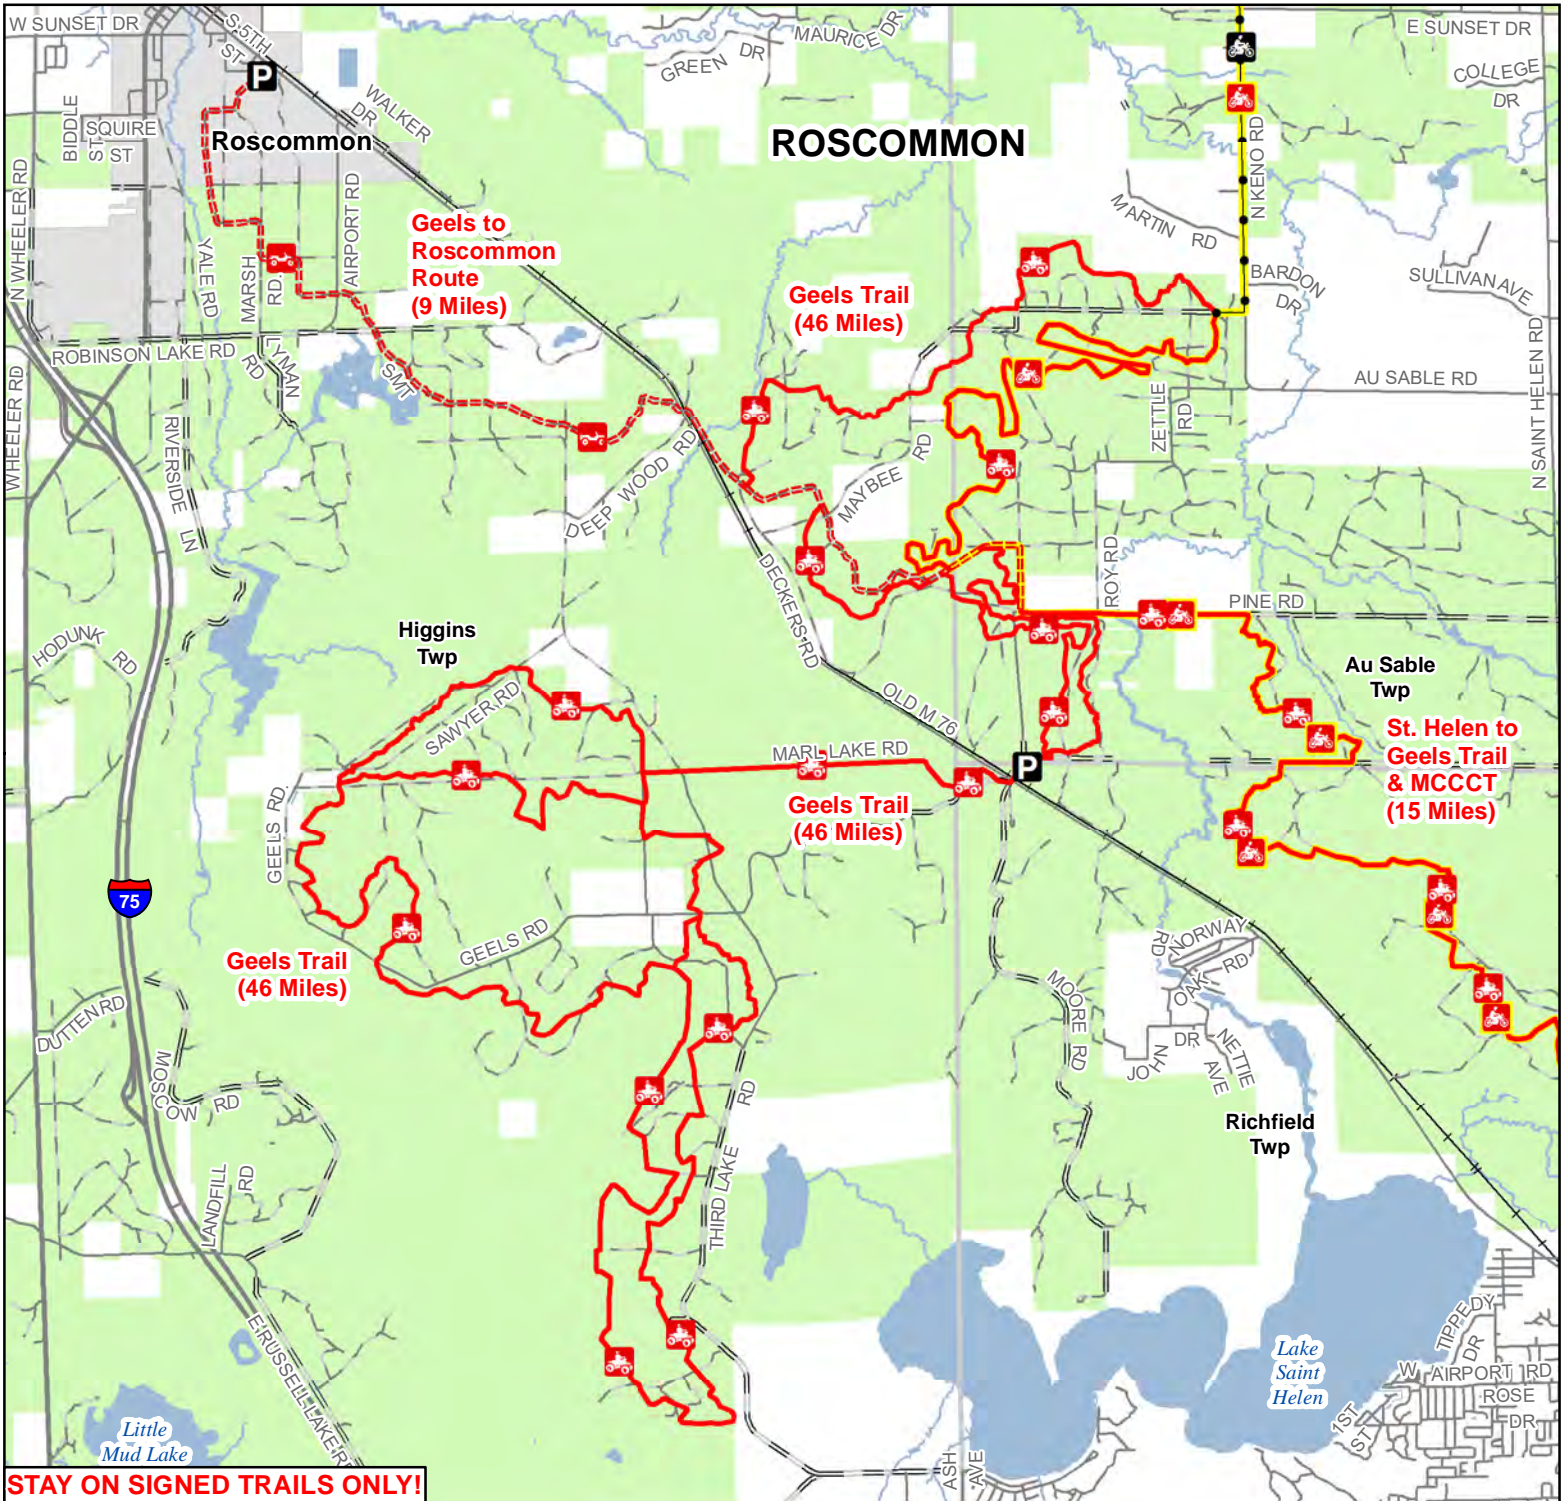 W SUNSET DR
S 5TH
ST
MAURICE DR
GREEN DR
E SUNSET DR
COLLEGE
DR
P
WALKER
DR
BIDDLE
ST
SQUIRE
ST
Roscommon
ROSCOMMON
N KENO RD
N WHEELER RD
AIRPORT RD
MARTIN RD
Geels to
Roscommon
Route
(9 Miles)
YALE RD
MARSH
RD
BARDON
DR
SULLIVAN AVE
Geels Trail
(46 Miles)
N SAINT HELEN RD
ROBINSON LAKE RD
LYMAN
RD
SMT
AU SABLE RD
WHEELER RD
ZETTLE
RD
RIVERSIDE LN
DEEP WOOD RD
MAYBEE RD
DECKERS RD
ROY RD
PINE RD
HODUNK
RD
Higgins
Twp
Au Sable
Twp
SAWYER RD
OLD M 76
St. Helen to
Geels Trail
& MCCCT
(15 Miles)
MARL LAKE RD
P
GEELS RD
Geels Trail
(46 Miles)
75
GEELS RD
NORWAY
RD
OAK RD
Geels Trail
(46 Miles)
MOORE RD
DUTTEN RD
JOHN
DR
NETTIE
AVE
MOSCOW RD
THIRD LAKE RD
Richfield
Twp
LANDFILL
RD
E RUSSELL LAKE RD
TIPPEDY
DR
Lake
Saint
Helen
W AIRPORT RD
ROSE
DR
1ST
ST
Little
Mud Lake
ASH
AVE
STAY ON SIGNED TRAILS ONLY!